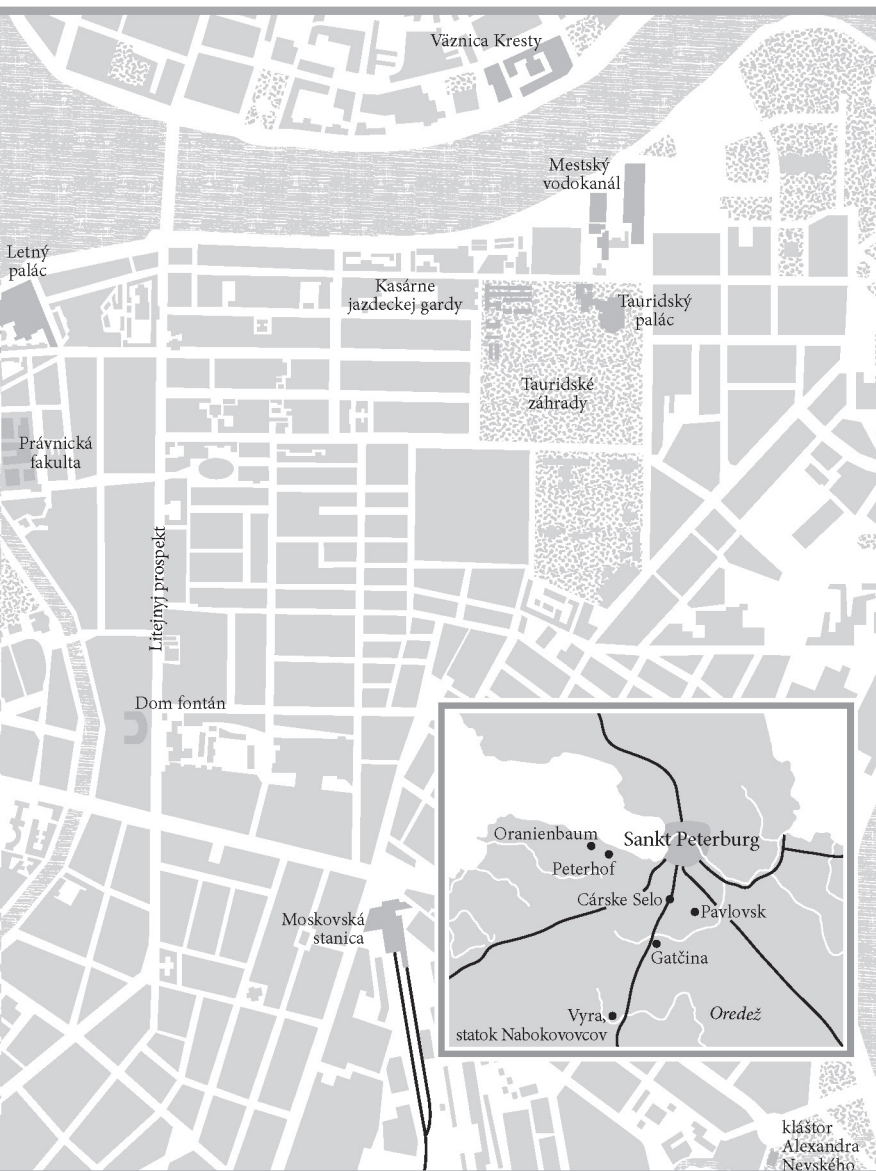 Väznica Kresty
Mestský
vodokanál
Letný
palác
Kasárne
jazdeckej gardy
Tauridský
palác
Tauridské
záhrady
Právnická
fakulta
Litejnyj prospekt
Dom fontán
Oranienbaum
Sankt Peterburg
Peterhof
Cárske Selo
Pavlovsk
Moskovská
stanica
Gatčina
Vyra,
statok Nabokovovcov
Oredež
kláštor
Alexandra
Nevského